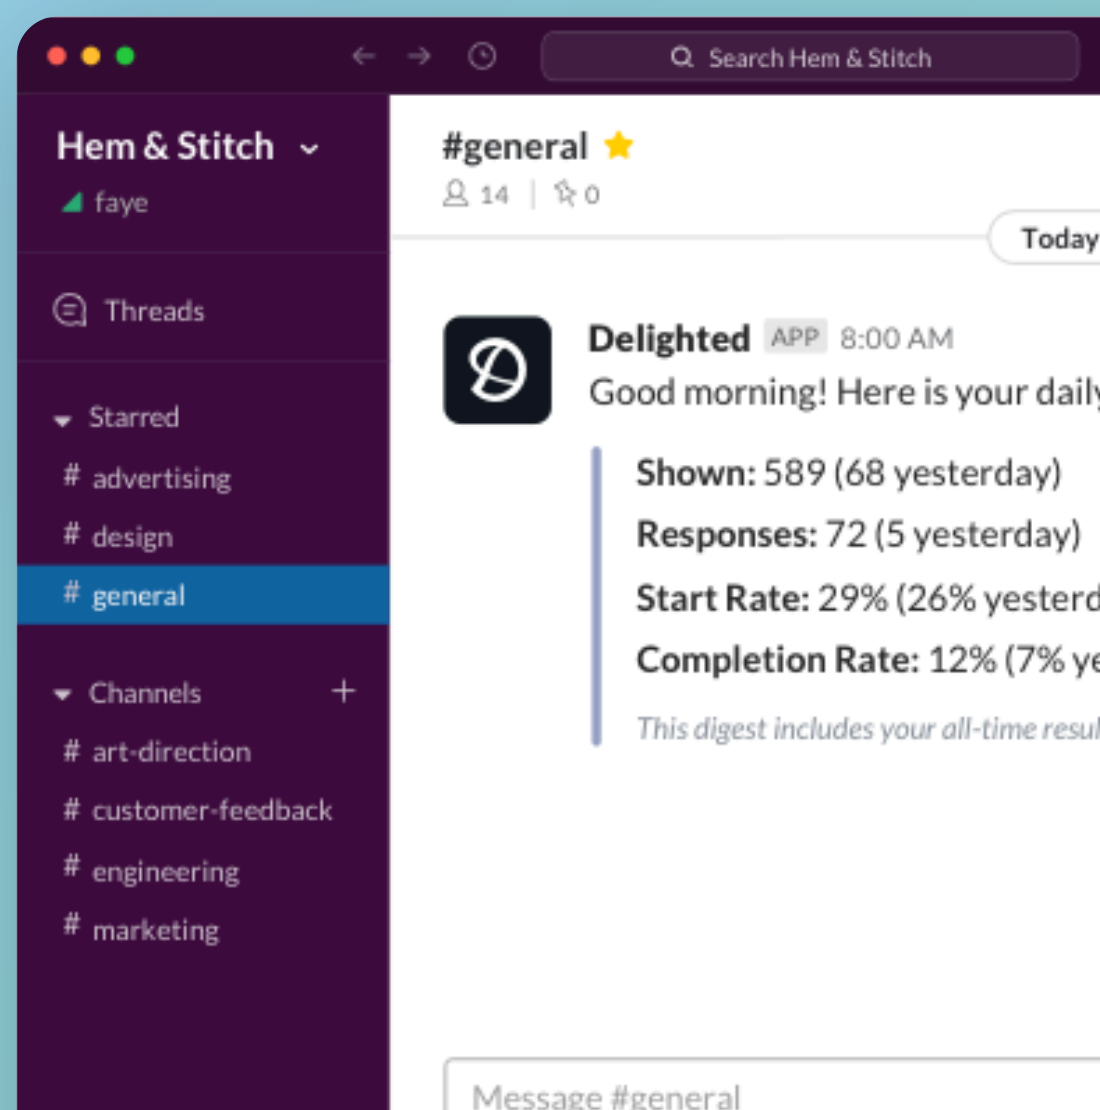 Search Hem & Stitch
Hem & Stitch
faye
Threads
Starred
# advertising
# design
# general
Channels +
# art-direction
# customer-feedback
# engineering
# marketing
#general
14 | 0
Today
Delighted APP 8:00 AM
Good morning! Here is your daily
Shown: 589 (68 yesterday)
Responses: 72 (5 yesterday)
Start Rate: 29% (26% yesterd
Completion Rate: 12% (7% ye
This digest includes your all-time resul
Message #general